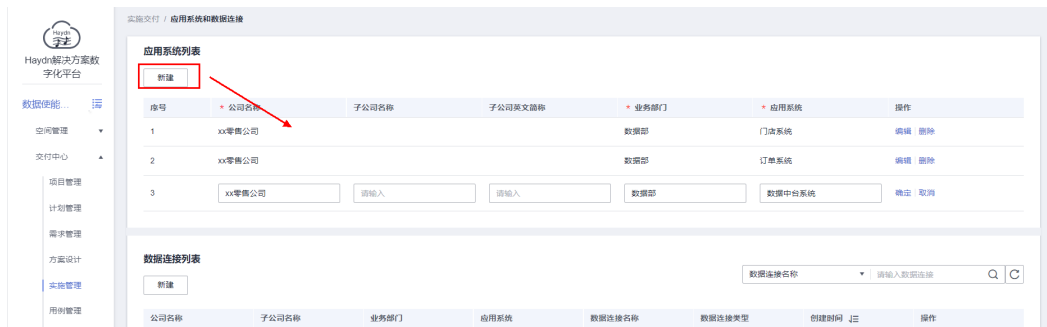 实施交付 / 应用系统和数据连接
Haydn
Haydn解决方案数
字化平台
数据使能...
空间管理
交付中心
项目管理
计划管理
需求管理
方案设计
实施管理
用例管理
应用系统列表
新建
序号 * 公司名称 子公司名称 子公司英文简称 * 业务部门 * 应用系统 操作
1 xx零售公司 数据部 门店系统 编辑 删除
2 xx零售公司 数据部 订单系统 编辑 删除
3 xx零售公司 请输入 请输入 数据部 数据中台系统 确定 取消
数据连接列表
新建
数据连接名称 请输入数据连接
公司名称 子公司名称 业务部门 应用系统 数据连接名称 数据连接类型 创建时间 操作